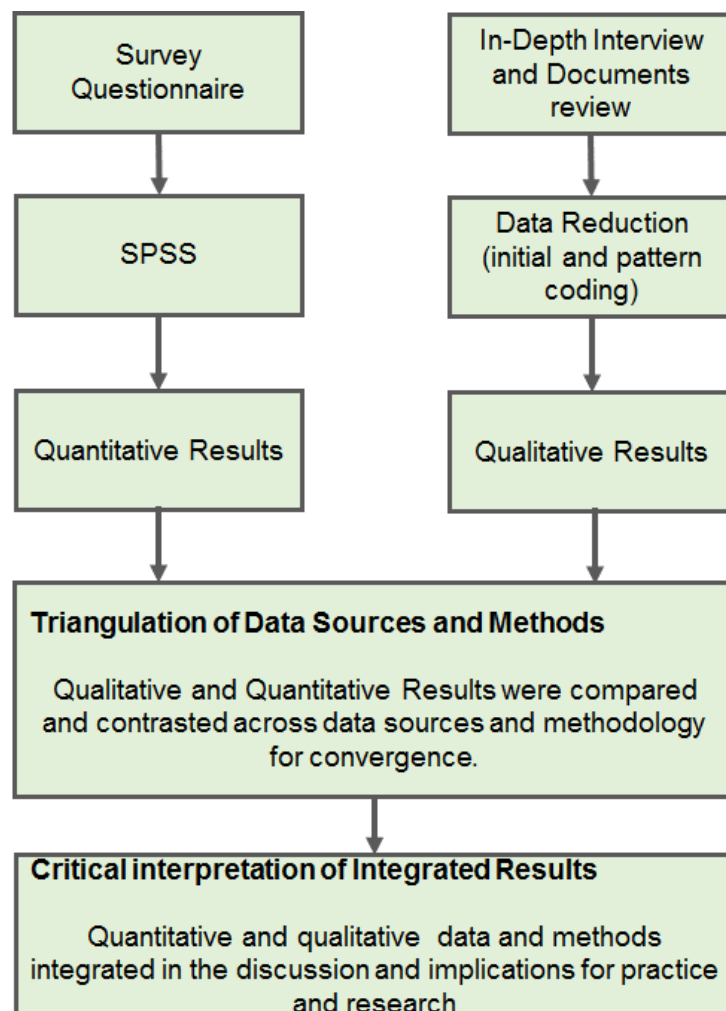 Survey
Questionnaire
In-Depth Interview
and Documents
review
SPSS
Data Reduction
(initial and pattern
coding)
Quantitative Results
Qualitative Results
Triangulation of Data Sources and Methods
Qualitative and Quantitative Results were compared
and contrasted across data sources and methodology
for convergence.
Critical interpretation of Integrated Results
Quantitative and qualitative data and methods
integrated in the discussion and implications for practice
and research